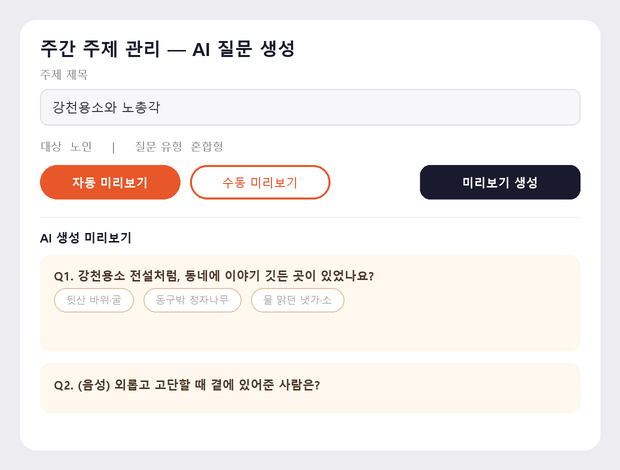 주간 주제 관리 — AI 질문 생성
주제 제목
강천용소와 노총각
대상 노인 | 질문 유형 혼합형
자동 미리보기 수동 미리보기 미리보기 생성
AI 생성 미리보기
Q1. 강천용소 전설처럼, 동네에 이야기 깃든 곳이 있었나요?
뒷산 바위·굴 동구밖 정자나무 물 맑던 냇가·소
Q2. (음성) 외롭고 고단할 때 곁에 있어준 사람은?